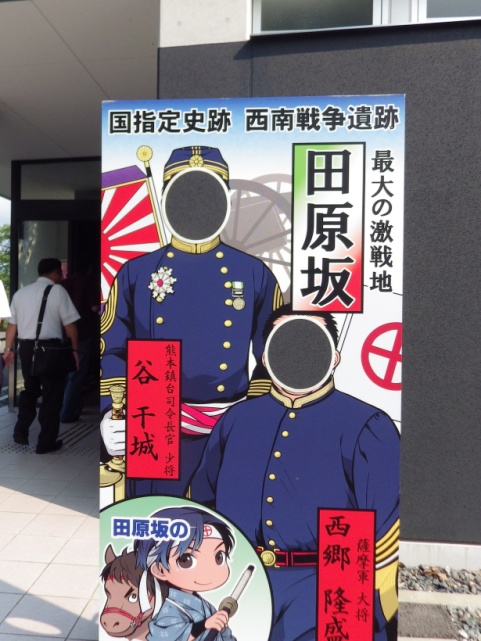 国指定史跡 西南戦争遺跡
最大の激戦地
田原坂
熊本鎮台司令長官 少将
谷 干城
薩摩軍 大将
西郷 隆盛
田原坂の